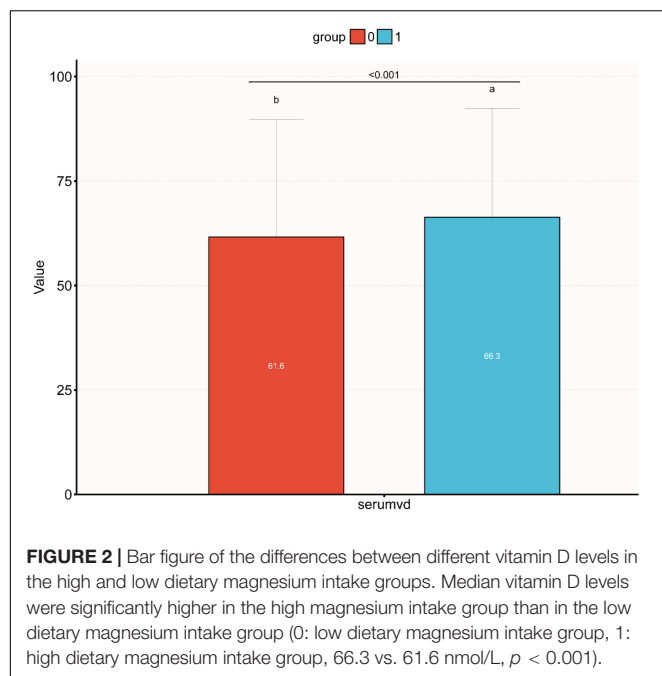 group 0 1
<0.001
b a
100
75
50
25
0
Value
61.6
66.3
serumvd
FIGURE 2 | Bar figure of the differences between different vitamin D levels in
the high and low dietary magnesium intake groups. Median vitamin D levels
were significantly higher in the high magnesium intake group than in the low
dietary magnesium intake group (0: low dietary magnesium intake group, 1:
high dietary magnesium intake group, 66.3 vs. 61.6 nmol/L, p < 0.001).